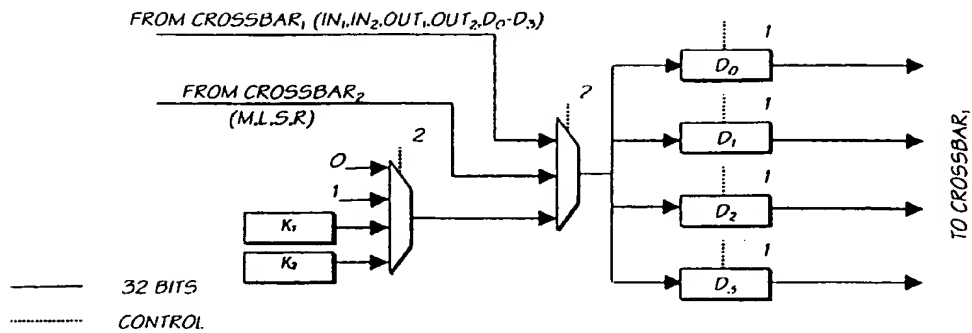 FROM CROSSBAR₁ (IN₁,IN₂,OUT₁,OUT₂,D₀-D₃)
FROM CROSSBAR₂
(M,L,S,R)
0
1
K₁
K₂
2
2
D₀
1
D₁
1
D₂
1
D₃
1
TO CROSSBAR₁
32 BITS
CONTROL